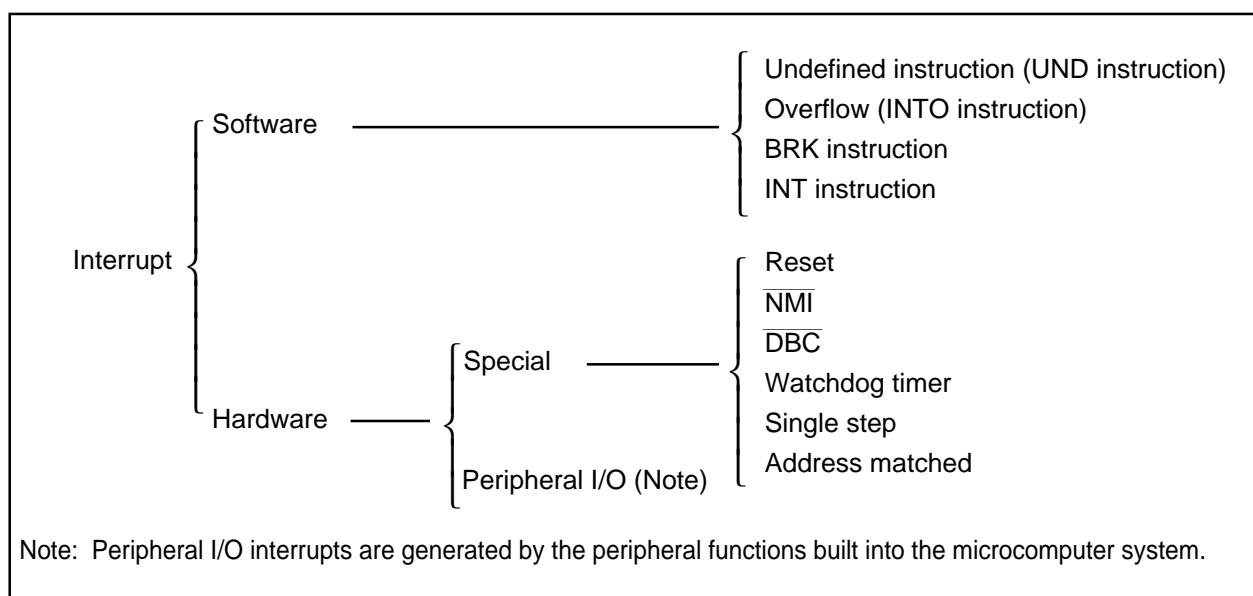 Undefined instruction (UND instruction)
Overflow (INTO instruction)
BRK instruction
INT instruction
Software
Interrupt
Reset
NMI
DBC
Watchdog timer
Single step
Address matched
Special
Hardware
Peripheral I/O (Note)
Note: Peripheral I/O interrupts are generated by the peripheral functions built into the microcomputer system.